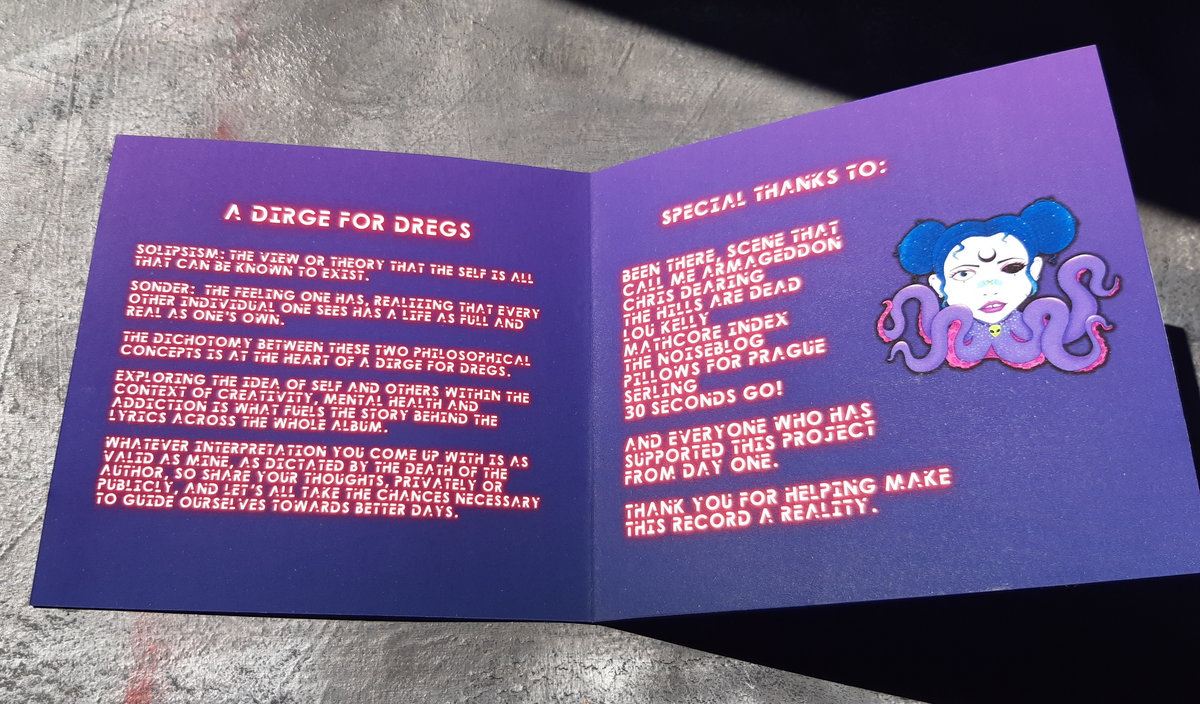 A DIRGE FOR DREGS
SOLIPSISM: THE VIEW OR THEORY THAT THE SELF IS ALL
THAT CAN BE KNOWN TO EXIST.
SONDER: THE FEELING ONE HAS, REALIZING THAT EVERY
OTHER INDIVIDUAL ONE SEES HAS A LIFE AS FULL AND
REAL AS ONE'S OWN.
THE DICHOTOMY BETWEEN THESE TWO PHILOSOPHICAL
CONCEPTS IS AT THE HEART OF A DIRGE FOR DREGS.
EXPLORING THE IDEA OF SELF AND OTHERS WITHIN THE
CONTEXT OF CREATIVITY, MENTAL HEALTH AND
ADDICTION IS WHAT FUELS THE STORY BEHIND THE
LYRICS ACROSS THE WHOLE ALBUM.
WHATEVER INTERPRETATION YOU COME UP WITH IS AS
VALID AS MINE, AS DICTATED BY THE DEATH OF THE
AUTHOR, SO SHARE YOUR THOUGHTS, PRIVATELY OR
PUBLICLY, AND LET'S ALL TAKE THE CHANCES NECESSARY
TO GUIDE OURSELVES TOWARDS BETTER DAYS.
SPECIAL THANKS TO:
BEEN THERE, SCENE THAT
CALL ME ARMAGEDDON
CHRIS DEARING
THE HILLS ARE DEAD
LOU KELLY
MATHCORE INDEX
THE NOISEBLOG
PILLOWS FOR PRAGUE
SERLING
30 SECONDS GO!
AND EVERYONE WHO HAS
SUPPORTED THIS PROJECT
FROM DAY ONE.
THANK YOU FOR HELPING MAKE
THIS RECORD A REALITY.